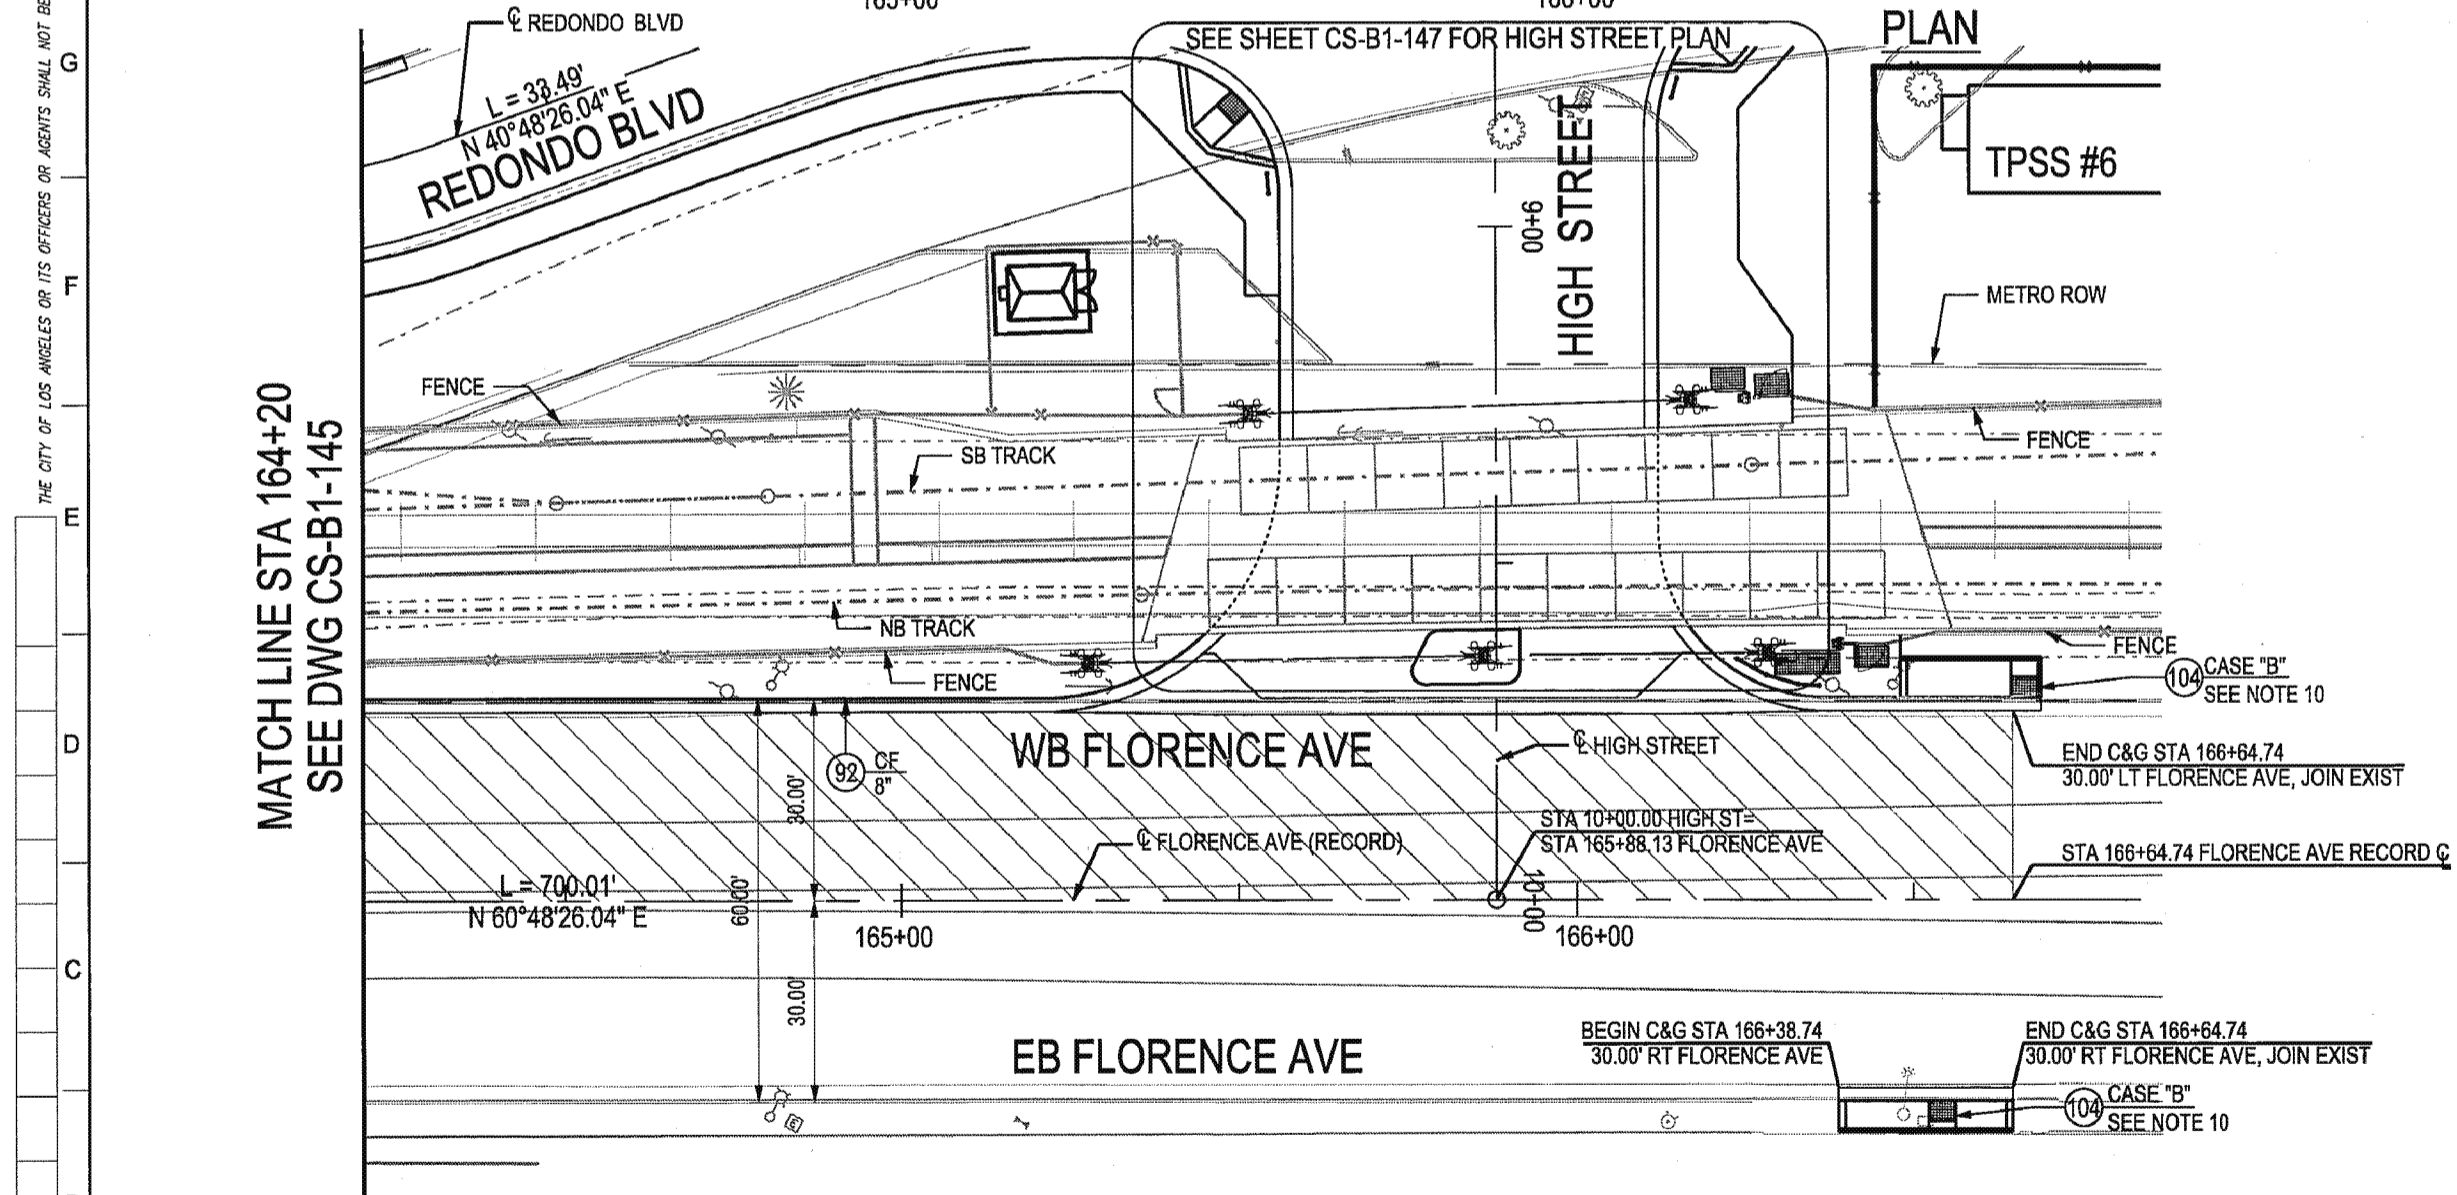 ℄ REDONDO BLVD
165+00
166+00
SEE SHEET CS-B1-147 FOR HIGH STREET PLAN
PLAN
G
L = 33.49'
N 40°48'26.04" E
REDONDO BLVD
THE CITY OF LOS ANGELES OR ITS OFFICERS OR AGENTS SHALL NOT BE
HIGH STREET
9+00
TPSS #6
F
METRO ROW
FENCE
FENCE
SB TRACK
E
MATCH LINE STA 164+20
SEE DWG CS-B1-145
NB TRACK
FENCE
FENCE
104
CASE "B"
SEE NOTE 10
D
WB FLORENCE AVE
℄ HIGH STREET
92
CF
8"
30.00'
END C&G STA 166+64.74
30.00' LT FLORENCE AVE, JOIN EXIST
STA 10+00.00 HIGH ST=
STA 165+88.13 FLORENCE AVE
℄ FLORENCE AVE (RECORD)
STA 166+64.74 FLORENCE AVE RECORD ℄
L = 700.01'
N 60°48'26.04" E
60.00'
10+00
165+00
166+00
C
30.00'
EB FLORENCE AVE
BEGIN C&G STA 166+38.74
30.00' RT FLORENCE AVE
END C&G STA 166+64.74
30.00' RT FLORENCE AVE, JOIN EXIST
104
CASE "B"
SEE NOTE 10